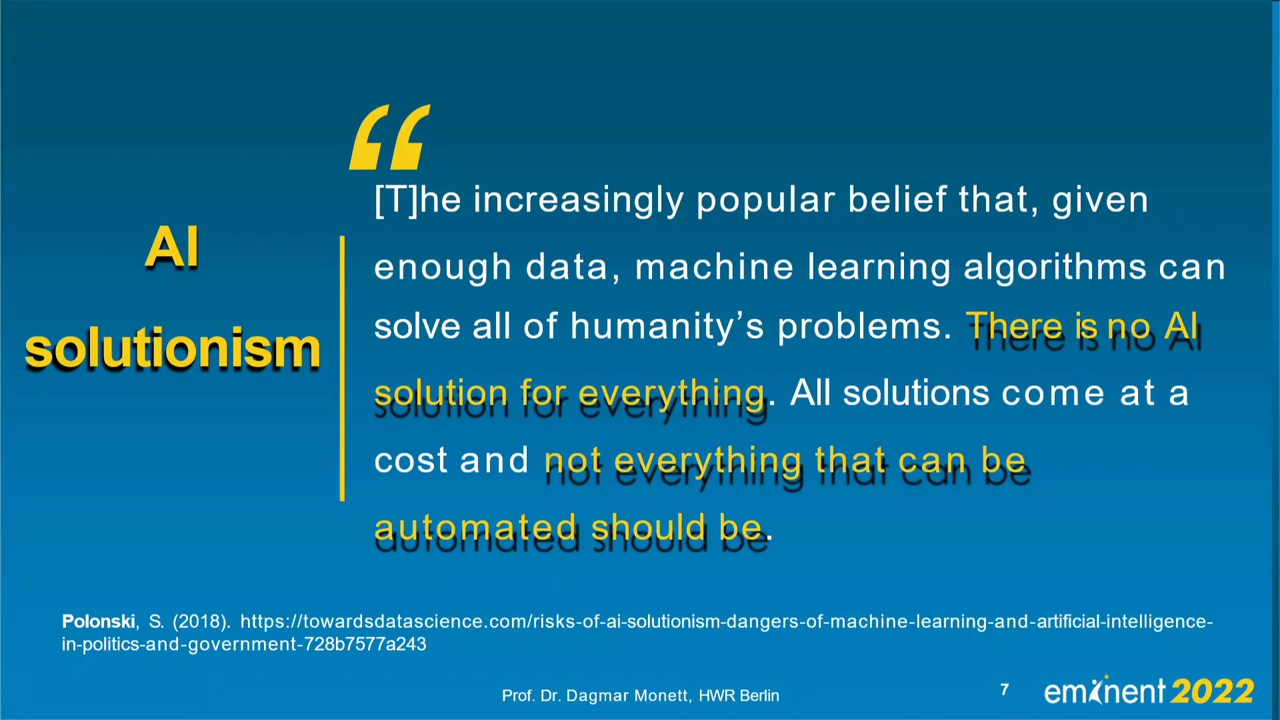 AI
solutionism
“
[T]he increasingly popular belief that, given
enough data, machine learning algorithms can
solve all of humanity’s problems. There is no AI
solution for everything. All solutions come at a
cost and not everything that can be
automated should be.
Polonski, S. (2018). https://towardsdatascience.com/risks-of-ai-solutionism-dangers-of-machine-learning-and-artificial-intelligence-
in-politics-and-government-728b7577a243
Prof. Dr. Dagmar Monett, HWR Berlin
7
eminent 2022